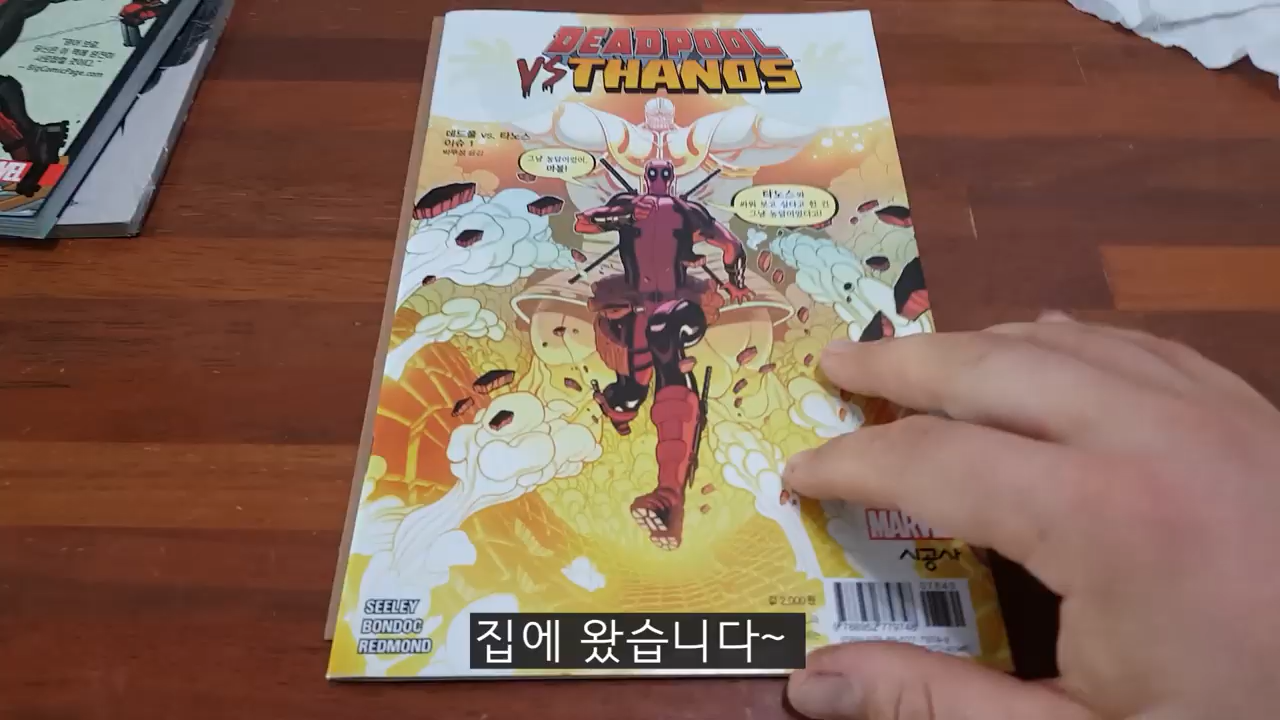 DEADPOOL
VS THANOS
데드풀 vs. 타노스
이슈 1
그냥 농담이었어,
마블!
타노스와
싸워 보고 싶다고 한 건
그냥 농담이었다고!
BigComicPage.com
MARV
시공사
SEELEY
BONDOC
REDMOND
값 2,000원
집에 왔습니다~